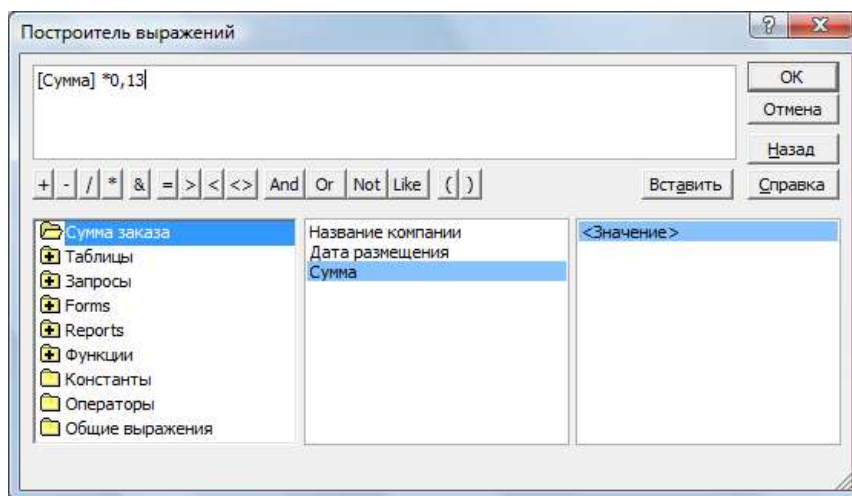 Построитель выражений
[Сумма] *0,13
ОК
Отмена
Назад
+ - / * & = > < <> And Or Not Like ( ) Вставить Справка
Сумма заказа
Таблицы
Запросы
Forms
Reports
Функции
Константы
Операторы
Общие выражения
Название компании
Дата размещения
Сумма
<Значение>